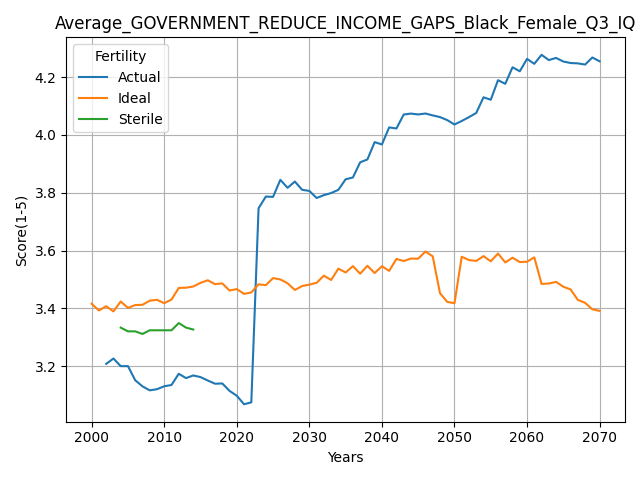 Average_GOVERNMENT_REDUCE_INCOME_GAPS_Black_Female_Q3_IQ
Fertility
Actual
Ideal
Sterile
Score(1-5)
4.2
4.0
3.8
3.6
3.4
3.2
2000 2010 2020 2030 2040 2050 2060 2070
Years